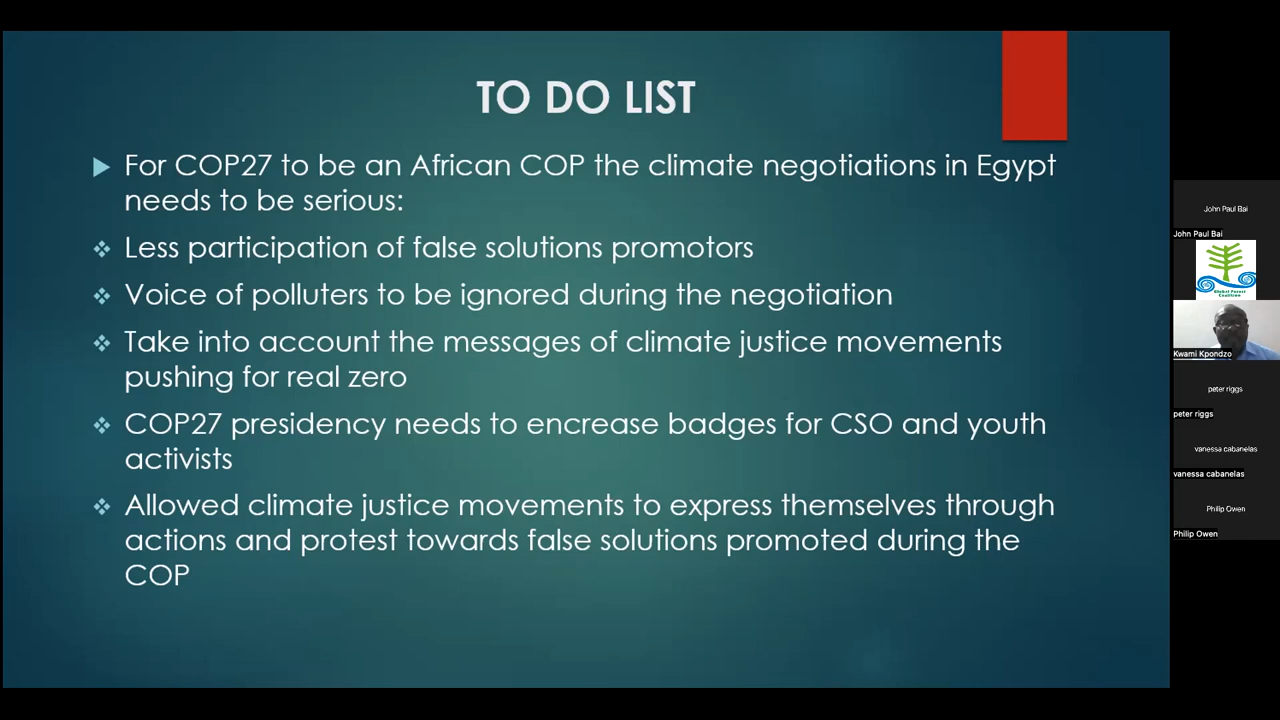 TO DO LIST
For COP27 to be an African COP the climate negotiations in Egypt
needs to be serious:
Less participation of false solutions promotors
Voice of polluters to be ignored during the negotiation
Take into account the messages of climate justice movements
pushing for real zero
COP27 presidency needs to encrease badges for CSO and youth
activists
Allowed climate justice movements to express themselves through
actions and protest towards false solutions promoted during the
COP
John Paul Bai
John Paul Bai
Global Forest
Coalition
Kwami Kpondzo
peter riggs
peter riggs
vanessa cabanelas
vanessa cabanelas
Philip Owen
Philip Owen